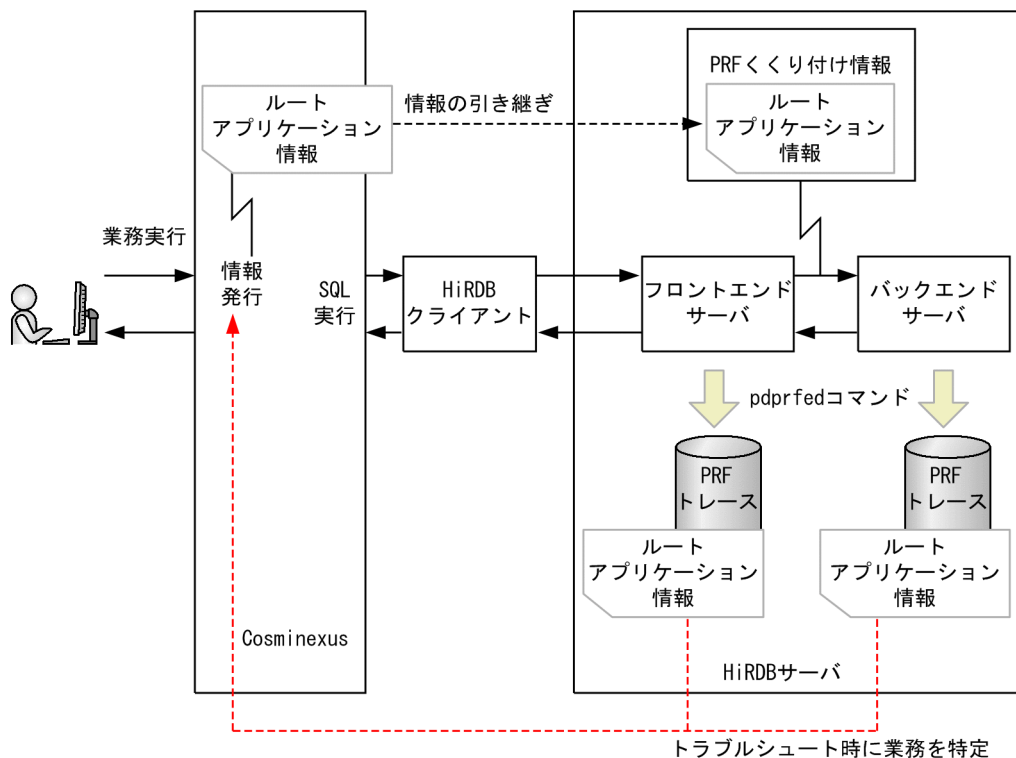 PRFくくり付け情報
ルート
アプリケーション
情報
情報の引き継ぎ
ルート
アプリケーション
情報
業務実行
情報
発行
SQL
実行
HiRDB
クライアント
フロントエンド
サーバ
バックエンド
サーバ
pdprfedコマンド
PRF
トレース
PRF
トレース
ルート
アプリケーション
情報
ルート
アプリケーション
情報
Cosminexus
HiRDBサーバ
トラブルシュート時に業務を特定